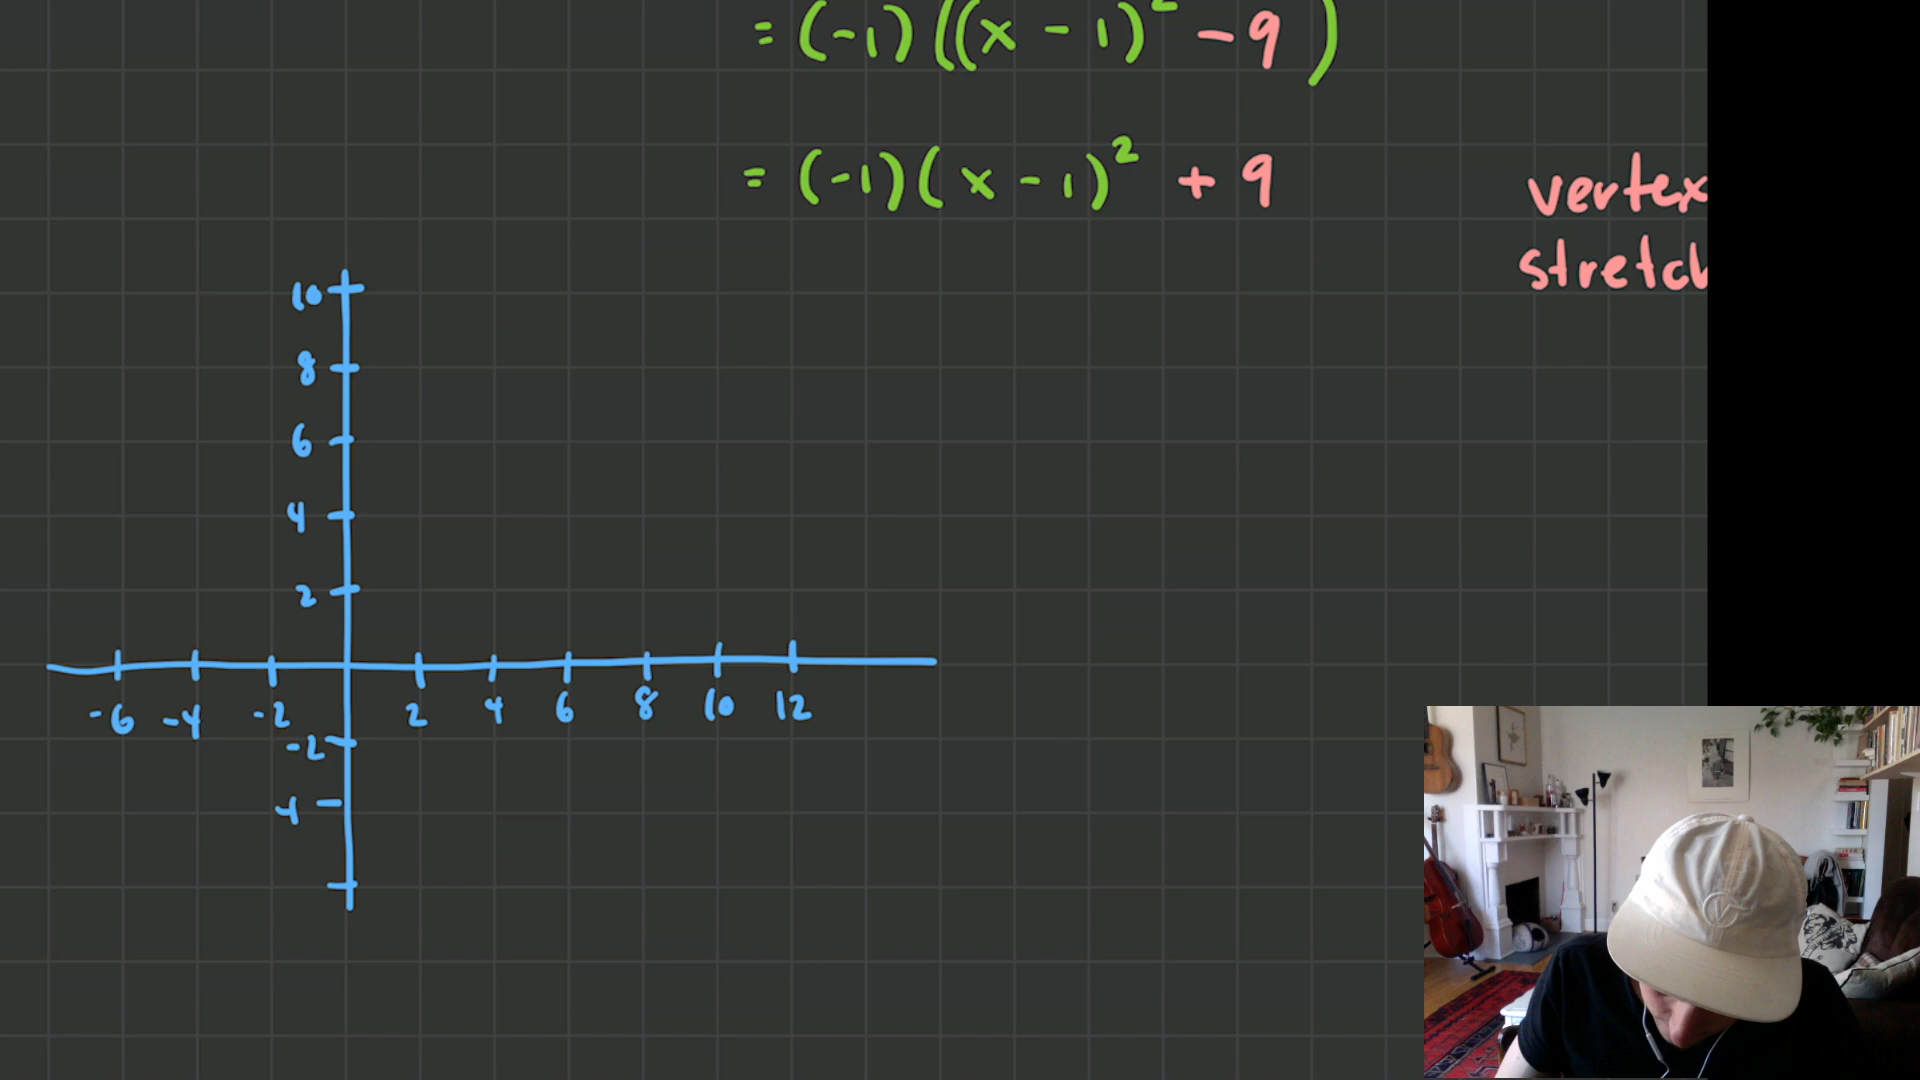 = (-1)((x - 1)² - 9)
= (-1)(x - 1)² + 9
vertex
stretch
10
8
6
4
2
-6 -4 -2 2 4 6 8 10 12
-2
4